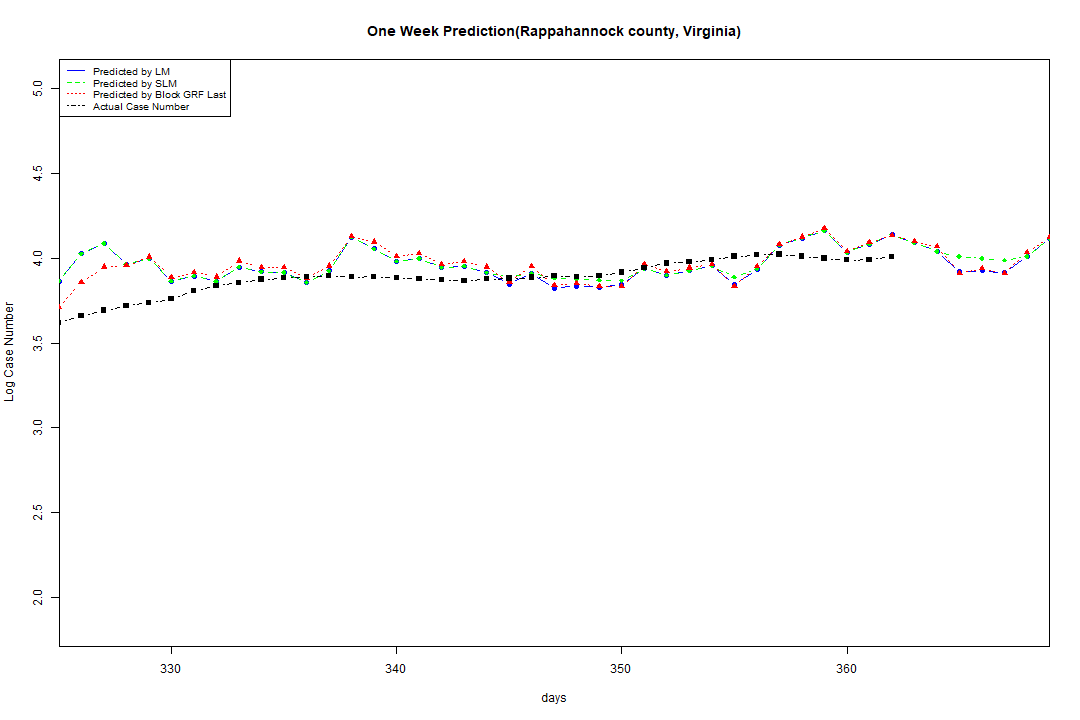 One Week Prediction(Rappahannock county, Virginia)
Predicted by LM
Predicted by SLM
Predicted by Block GRF Last
Actual Case Number
5.0
4.5
4.0
3.5
3.0
2.5
2.0
Log Case Number
330 340 350 360
days